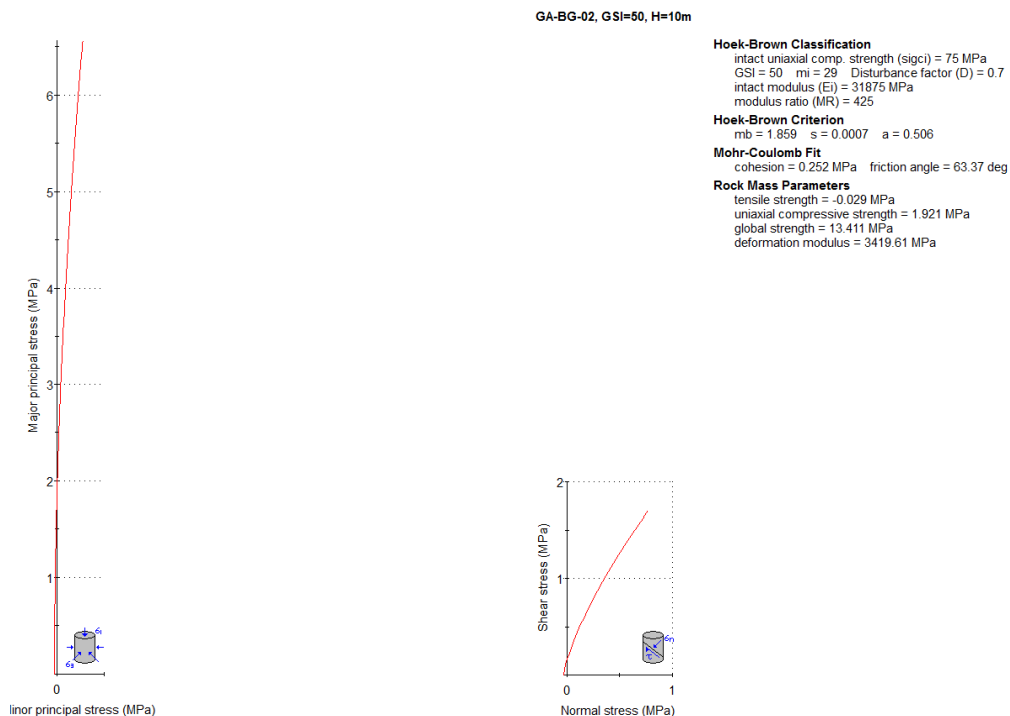 GA-BG-02, GSI=50, H=10m
Hoek-Brown Classification
intact uniaxial comp. strength (sigci) = 75 MPa
GSI = 50 mi = 29 Disturbance factor (D) = 0.7
intact modulus (Ei) = 31875 MPa
modulus ratio (MR) = 425
Hoek-Brown Criterion
mb = 1.859 s = 0.0007 a = 0.506
Mohr-Coulomb Fit
cohesion = 0.252 MPa friction angle = 63.37 deg
Rock Mass Parameters
tensile strength = -0.029 MPa
uniaxial compressive strength = 1.921 MPa
global strength = 13.411 MPa
deformation modulus = 3419.61 MPa
Major principal stress (MPa)
6
5
4
3
2
1
0
σ1
σ3
linor principal stress (MPa)
Shear stress (MPa)
2
1
σn
τ
0 1
Normal stress (MPa)